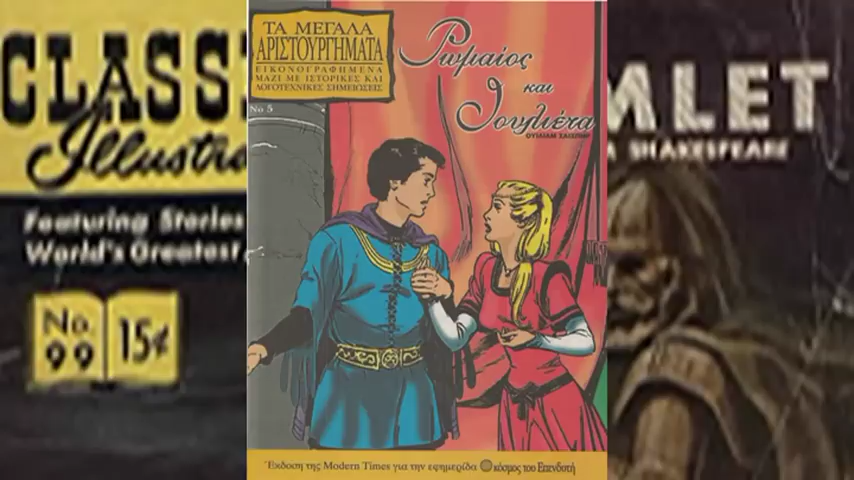 CLASS
Illustra
Featuring Stories
World's Greatest
No.
99
15¢
ΤΑ ΜΕΓΑΛΑ
ΑΡΙΣΤΟΥΡΓΗΜΑΤΑ
ΕΙΚΟΝΟΓΡΑΦΗΜΕΝΑ
ΜΑΖΙ ΜΕ ΙΣΤΟΡΙΚΕΣ ΚΑΙ
ΛΟΓΟΤΕΧΝΙΚΕΣ ΣΗΜΕΙΩΣΕΙΣ
No 5
Ρωμαίος
και
Ιουλιέτα
ΟΥΙΛΙΑΜ ΣΑΙΞΠΗΡ
Έκδοση της Modern Times για την εφημερίδα κόσμος του Επενδυτή
MLET
SHAKESPEARE